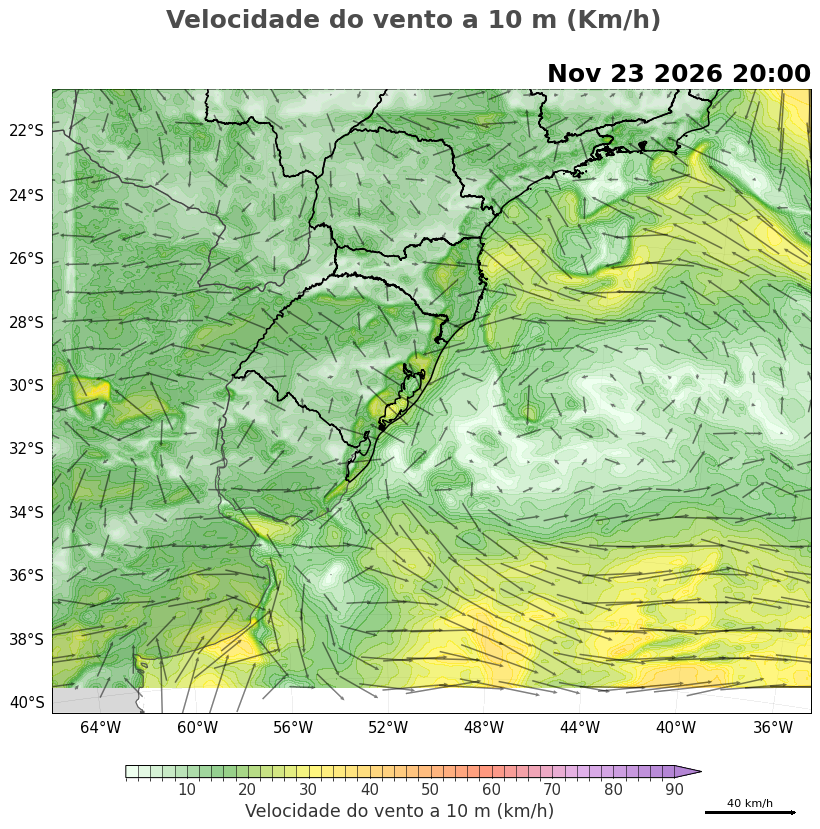 Velocidade do vento a 10 m (Km/h)
Nov 23 2026 20:00
22°S
24°S
26°S
28°S
30°S
32°S
34°S
36°S
38°S
40°S
64°W 60°W 56°W 52°W 48°W 44°W 40°W 36°W
10 20 30 40 50 60 70 80 90
Velocidade do vento a 10 m (km/h)
40 km/h